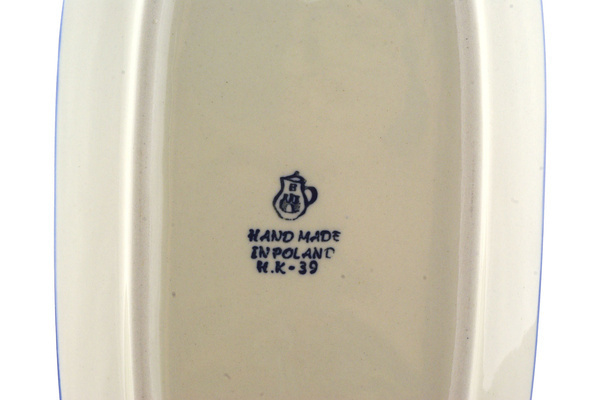 B
HAND MADE
IN POLAND
H.K-39